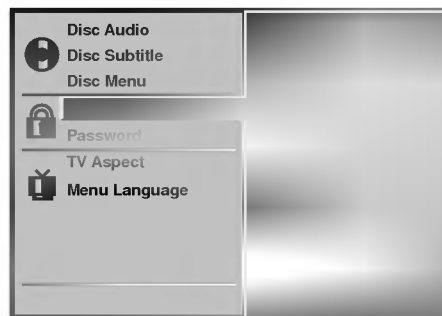 Disc Audio
Disc Subtitle
Disc Menu
Password
TV Aspect
Menu Language